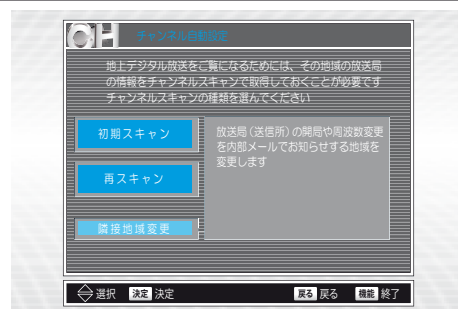 CH チャンネル自動設定
地上デジタル放送をご覧になるためには、その地域の放送局
の情報をチャンネルスキャンで取得しておくことが必要です
チャンネルスキャンの種類を選んでください
初期スキャン
再スキャン
隣接地域変更
放送局(送信所)の開局や周波数変更
を内部メールでお知らせする地域を
変更します
選択 決定 決定 戻る 戻る 機能 終了